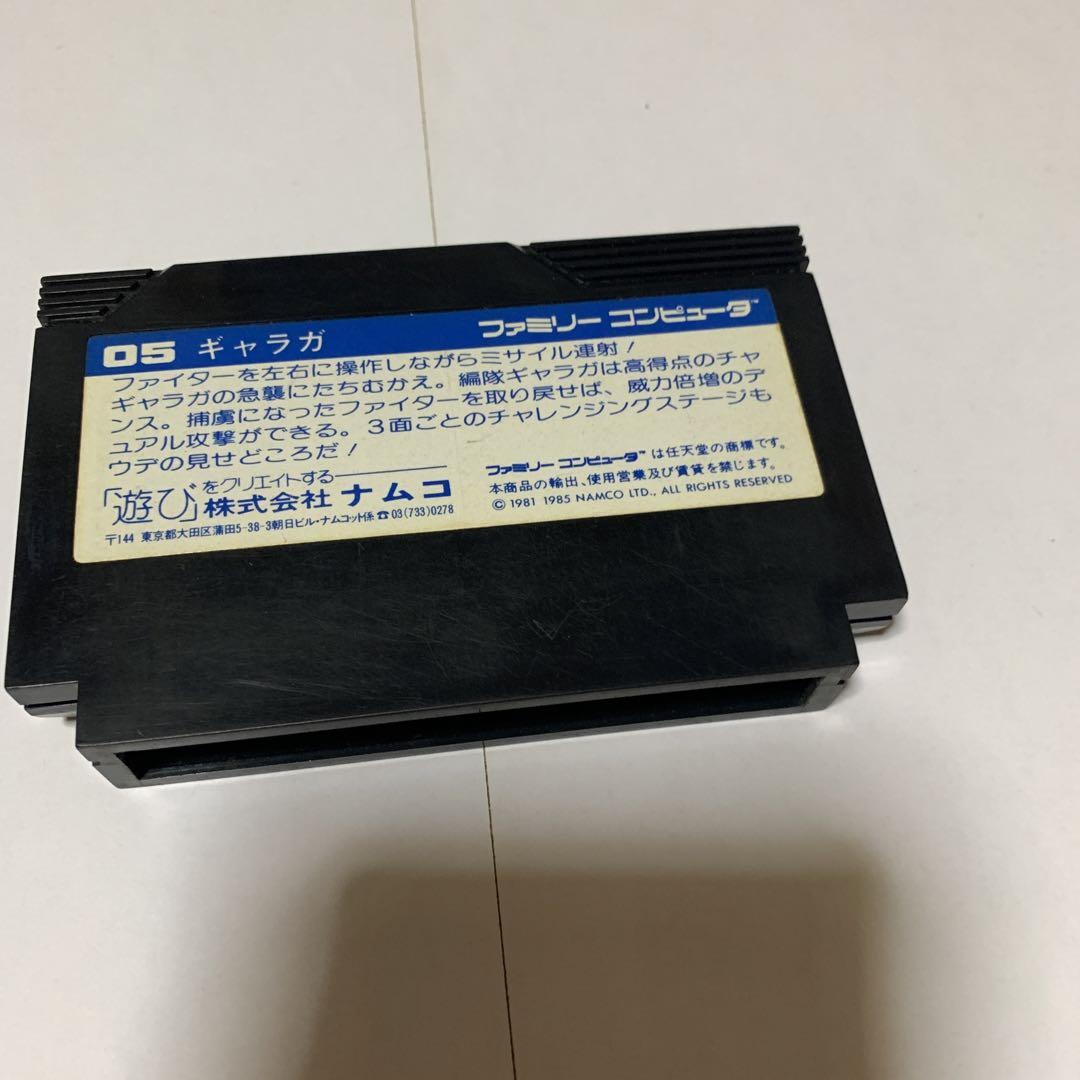 05 ギャラガ ファミリー コンピュータ™
ファイターを左右に操作しながらミサイル連射！
ギャラガの急襲にたちむかえ。編隊ギャラガは高得点のチャ
ンス。捕虜になったファイターを取り戻せば、威力倍増のデ
ュアル攻撃ができる。3面ごとのチャレンジングステージも
ウデの見せどころだ！
「遊び」をクリエイトする
株式会社 ナムコ
〒144 東京都大田区蒲田5-38-3朝日ビル・ナムコット係 ☎03(733)0278
ファミリー コンピュータ™は任天堂の商標です。
本商品の輸出、使用営業及び賃貸を禁じます。
© 1981 1985 NAMCO LTD., ALL RIGHTS RESERVED